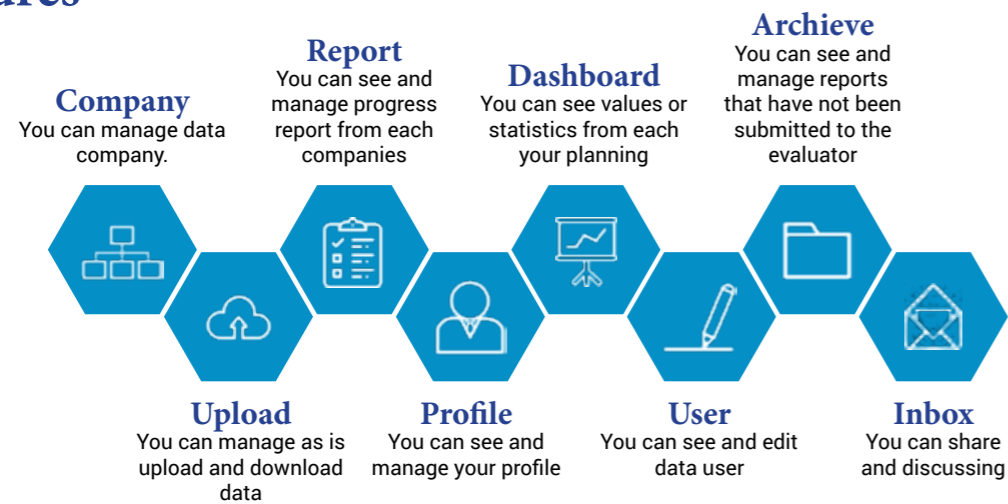 Company
You can manage data
company.
Report
You can see and
manage progress
report from each
companies
Dashboard
You can see values or
statistics from each
your planning
Archieve
You can see and
manage reports
that have not been
submitted to the
evaluator
Upload
You can manage as is
upload and download
data
Profile
You can see and
manage your profile
User
You can see and edit
data user
Inbox
You can share
and discussing